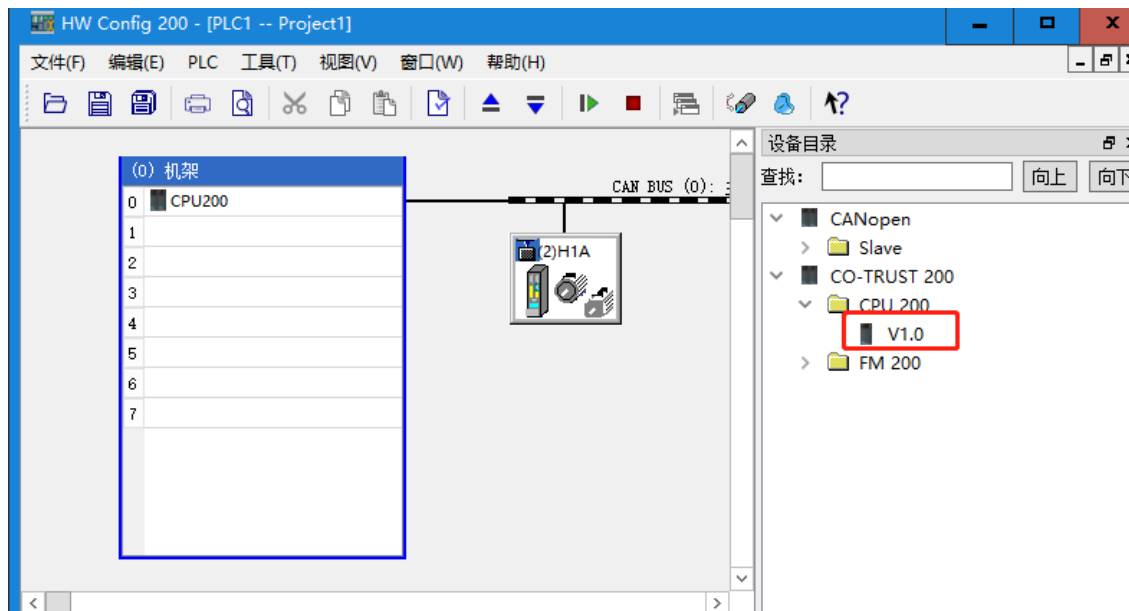 HW Config 200 - [PLC1 -- Project1]
文件(F) 编辑(E) PLC 工具(T) 视图(V) 窗口(W) 帮助(H)
(0) 机架
0 CPU200
1
2
3
4
5
6
7
CAN BUS (0):
(2)H1A
设备目录
查找: 向上 向下
CANopen
Slave
CO-TRUST 200
CPU 200
V1.0
FM 200